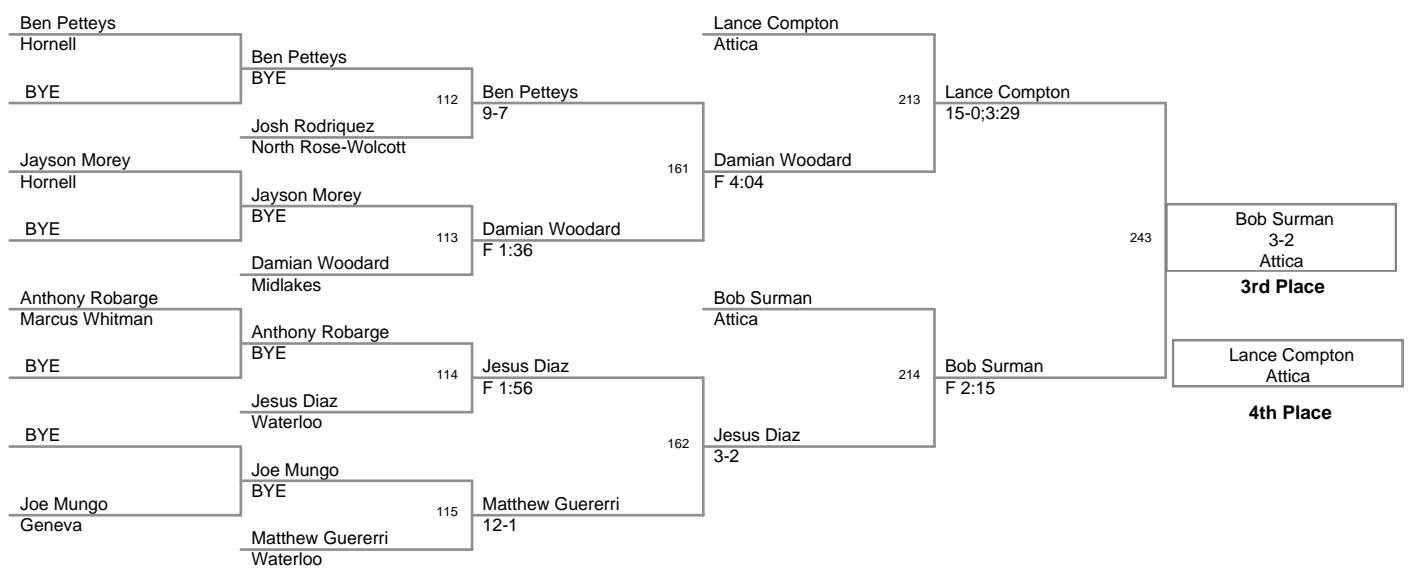 Ben Petteys
Hornell
BYE
Jayson Morey
Hornell
BYE
Anthony Robarge
Marcus Whitman
BYE
BYE
Joe Mungo
Geneva
Ben Petteys
BYE
112
Josh Rodriquez
North Rose-Wolcott
Jayson Morey
BYE
113
Damian Woodard
Midlakes
Anthony Robarge
BYE
114
Jesus Diaz
Waterloo
Joe Mungo
BYE
115
Matthew Guererri
Waterloo
Ben Petteys
9-7
161
Damian Woodard
F 1:36
Jesus Diaz
F 1:56
162
Matthew Guererri
12-1
Lance Compton
Attica
213
Damian Woodard
F 4:04
Bob Surman
Attica
214
Jesus Diaz
3-2
Lance Compton
15-0;3:29
243
Bob Surman
F 2:15
Bob Surman
3-2
Attica
3rd Place
Lance Compton
Attica
4th Place